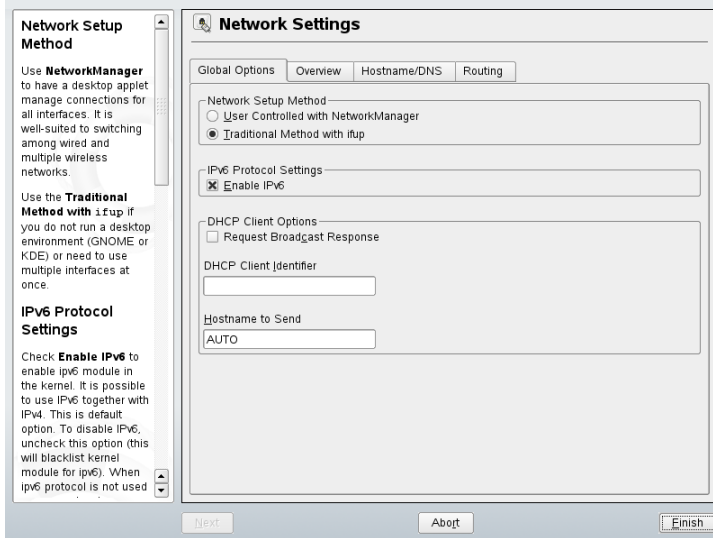 Network Setup
Method
Use NetworkManager
to have a desktop applet
manage connections for
all interfaces. It is
well-suited to switching
among wired and
multiple wireless
networks.
Use the Traditional
Method with ifup if
you do not run a desktop
environment (GNOME or
KDE) or need to use
multiple interfaces at
once.
IPv6 Protocol
Settings
Check Enable IPv6 to
enable ipv6 module in
the kernel. It is possible
to use IPv6 together with
IPv4. This is default
option. To disable IPv6,
uncheck this option (this
will blacklist kernel
module for ipv6). When
ipv6 protocol is not used
Network Settings
Global Options
Overview
Hostname/DNS
Routing
Network Setup Method
User Controlled with NetworkManager
Traditional Method with ifup
IPv6 Protocol Settings
Enable IPv6
DHCP Client Options
Request Broadcast Response
DHCP Client Identifier
Hostname to Send
AUTO
Next
Abort
Finish